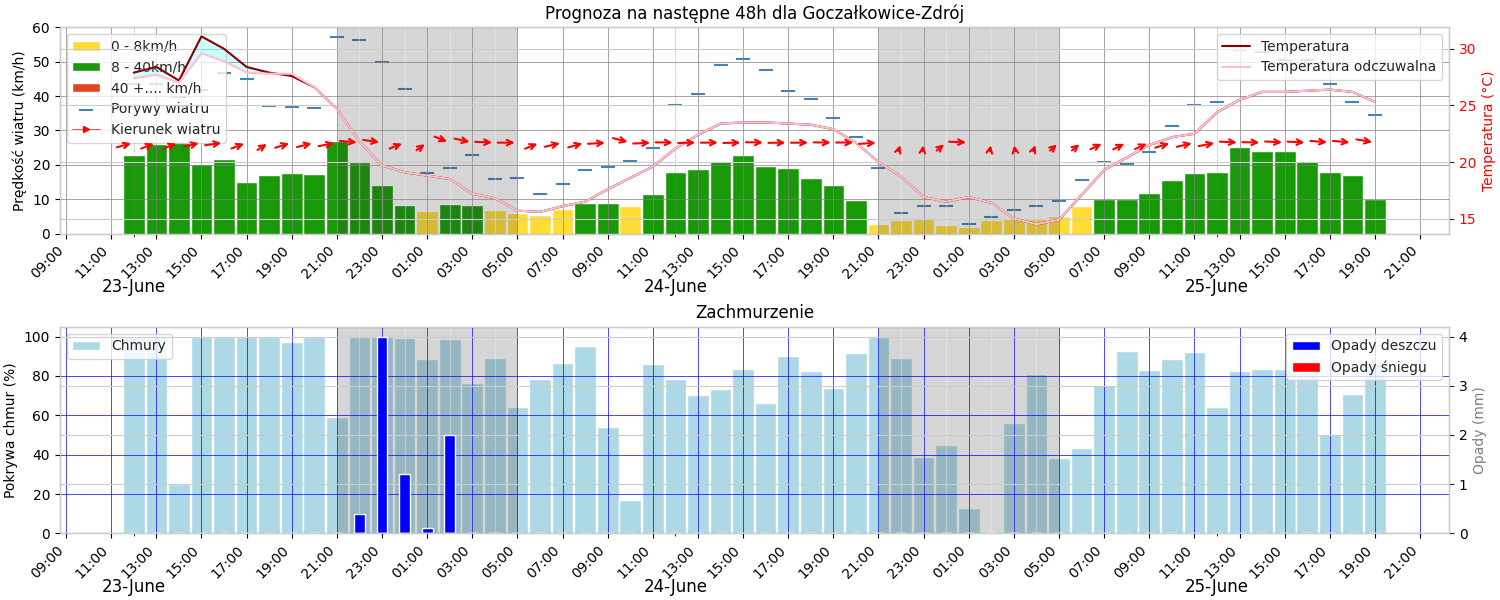 Prognoza na następne 48h dla Goczałkowice-Zdrój
Prędkość wiatru (km/h)
60
50
40
30
20
10
0
0 - 8km/h
8 - 40km/h
40 +.... km/h
Porywy wiatru
Kierunek wiatru
Temperatura
Temperatura odczuwalna
30
25
20
15
Temperatura (°C)
09:00 11:00 13:00 15:00 17:00 19:00 21:00 23:00 01:00 03:00 05:00 07:00 09:00 11:00 13:00 15:00 17:00 19:00 21:00 23:00 01:00 03:00 05:00 07:00 09:00 11:00 13:00 15:00 17:00 19:00 21:00
23-June 24-June 25-June
Zachmurzenie
Pokrywa chmur (%)
100
80
60
40
20
0
Chmury
Opady deszczu
Opady śniegu
4
3
2
1
0
Opady (mm)
09:00 11:00 13:00 15:00 17:00 19:00 21:00 23:00 01:00 03:00 05:00 07:00 09:00 11:00 13:00 15:00 17:00 19:00 21:00 23:00 01:00 03:00 05:00 07:00 09:00 11:00 13:00 15:00 17:00 19:00 21:00
23-June 24-June 25-June